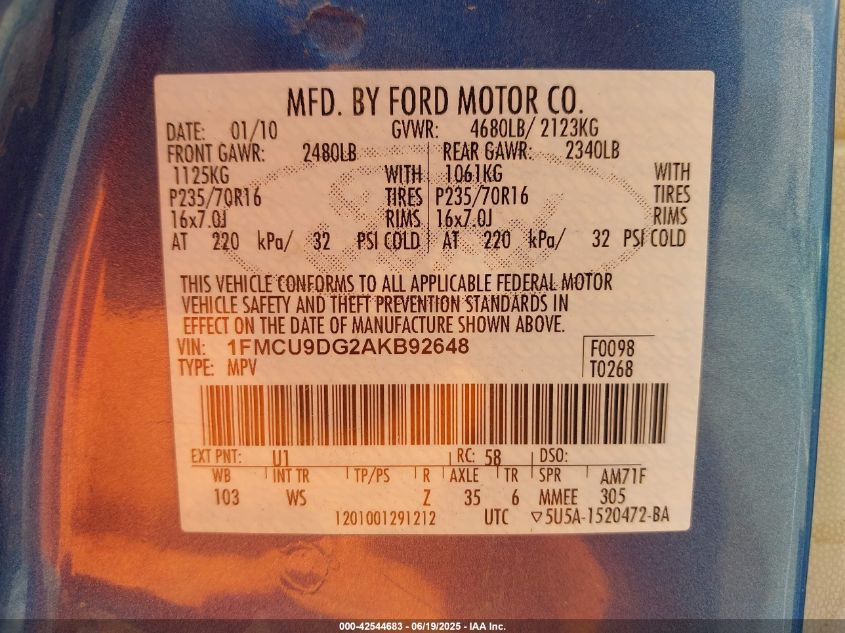 MFD. BY FORD MOTOR CO.
DATE: 01/10 GVWR: 4680LB/ 2123KG
FRONT GAWR: 2480LB REAR GAWR: 2340LB
1125KG WITH 1061KG WITH
P235/70R16 TIRES P235/70R16 TIRES
16x7.0J RIMS 16x7.0J RIMS
AT 220 kPa/ 32 PSI COLD AT 220 kPa/ 32 PSI COLD
THIS VEHICLE CONFORMS TO ALL APPLICABLE FEDERAL MOTOR
VEHICLE SAFETY AND THEFT PREVENTION STANDARDS IN
EFFECT ON THE DATE OF MANUFACTURE SHOWN ABOVE.
VIN: 1FMCU9DG2AKB92648 F0098
TYPE: MPV T0268
EXT PNT: U1 RC: 58 DSO:
WB INT TR TP/PS R AXLE TR SPR AM71F
103 WS Z 35 6 MMEE 305
1201001291212 UTC ▽5U5A-1520472-BA
000-42544683 - 06/19/2025 - IAA Inc.